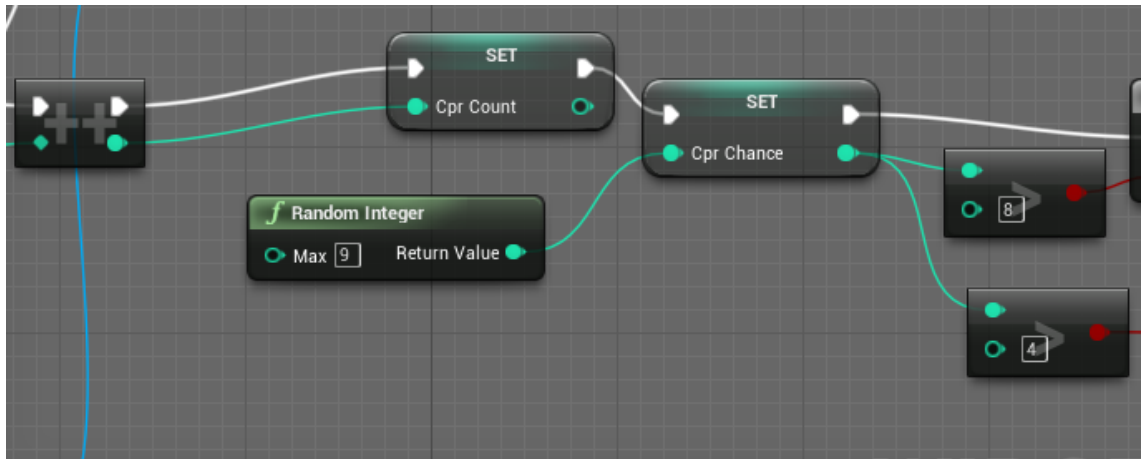 ++
SET
Cpr Count
SET
Cpr Chance
f Random Integer
Max 9 Return Value
>
8
>
4